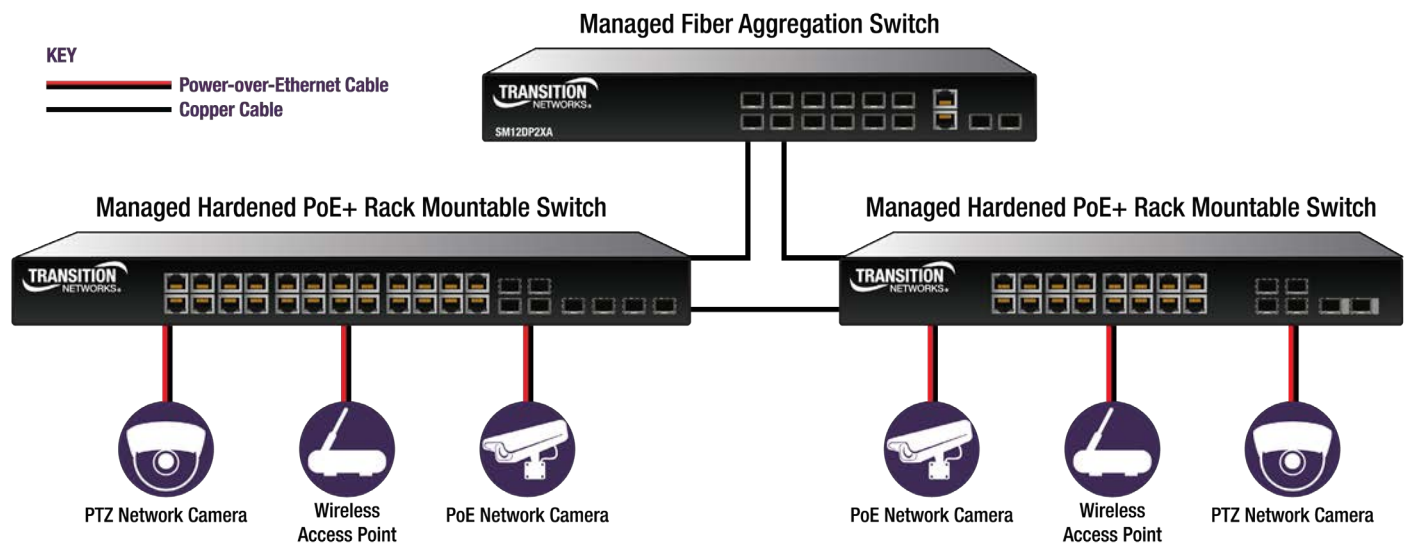 Managed Fiber Aggregation Switch
KEY
Power-over-Ethernet Cable
Copper Cable
TRANSITION
NETWORKS®
SM12DP2XA
Managed Hardened PoE+ Rack Mountable Switch
Managed Hardened PoE+ Rack Mountable Switch
TRANSITION
NETWORKS®
TRANSITION
NETWORKS®
PTZ Network Camera
Wireless
Access Point
PoE Network Camera
PoE Network Camera
Wireless
Access Point
PTZ Network Camera